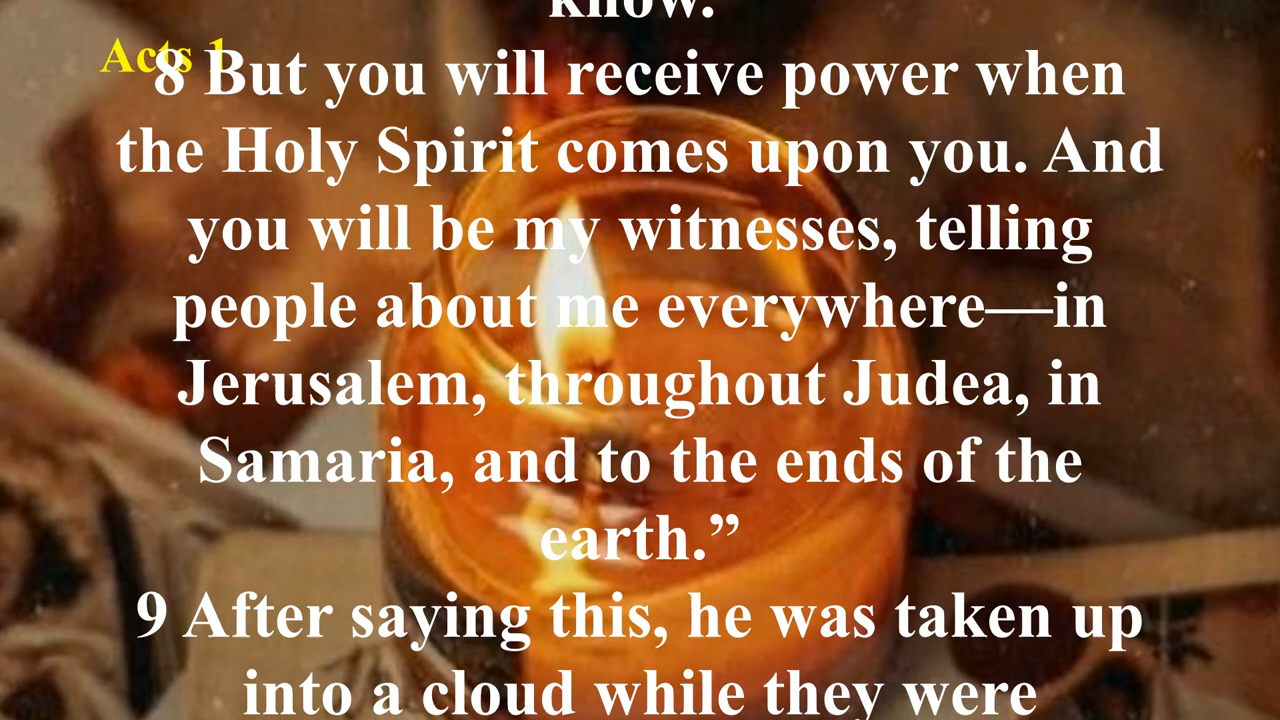 know.
Acts 1
8 But you will receive power when
the Holy Spirit comes upon you. And
you will be my witnesses, telling
people about me everywhere—in
Jerusalem, throughout Judea, in
Samaria, and to the ends of the
earth.”
9 After saying this, he was taken up
into a cloud while they were